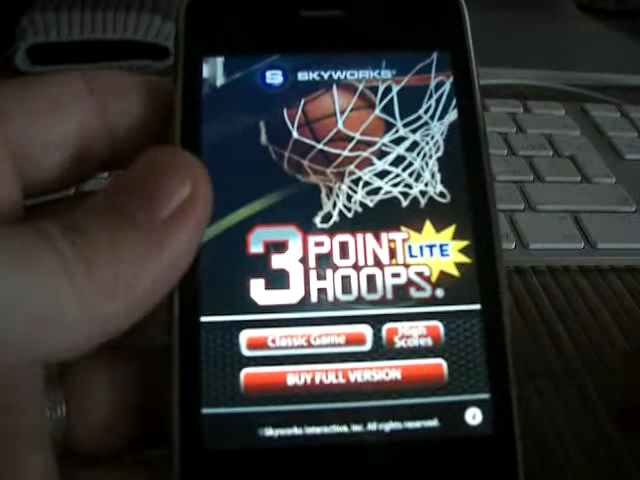 S SKYWORKS®
3 POINT LITE
HOOPS.
Classic Game
High Scores
BUY FULL VERSION
©Skyworks Interactive, Inc. All rights reserved.
i